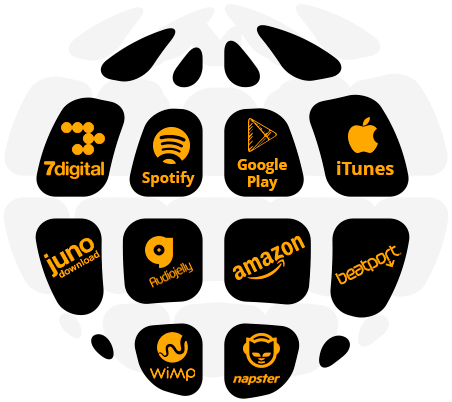 7digital
Spotify
Google
Play
iTunes
juno
download
Audiojelly
amazon
beatport
WiMP
napster